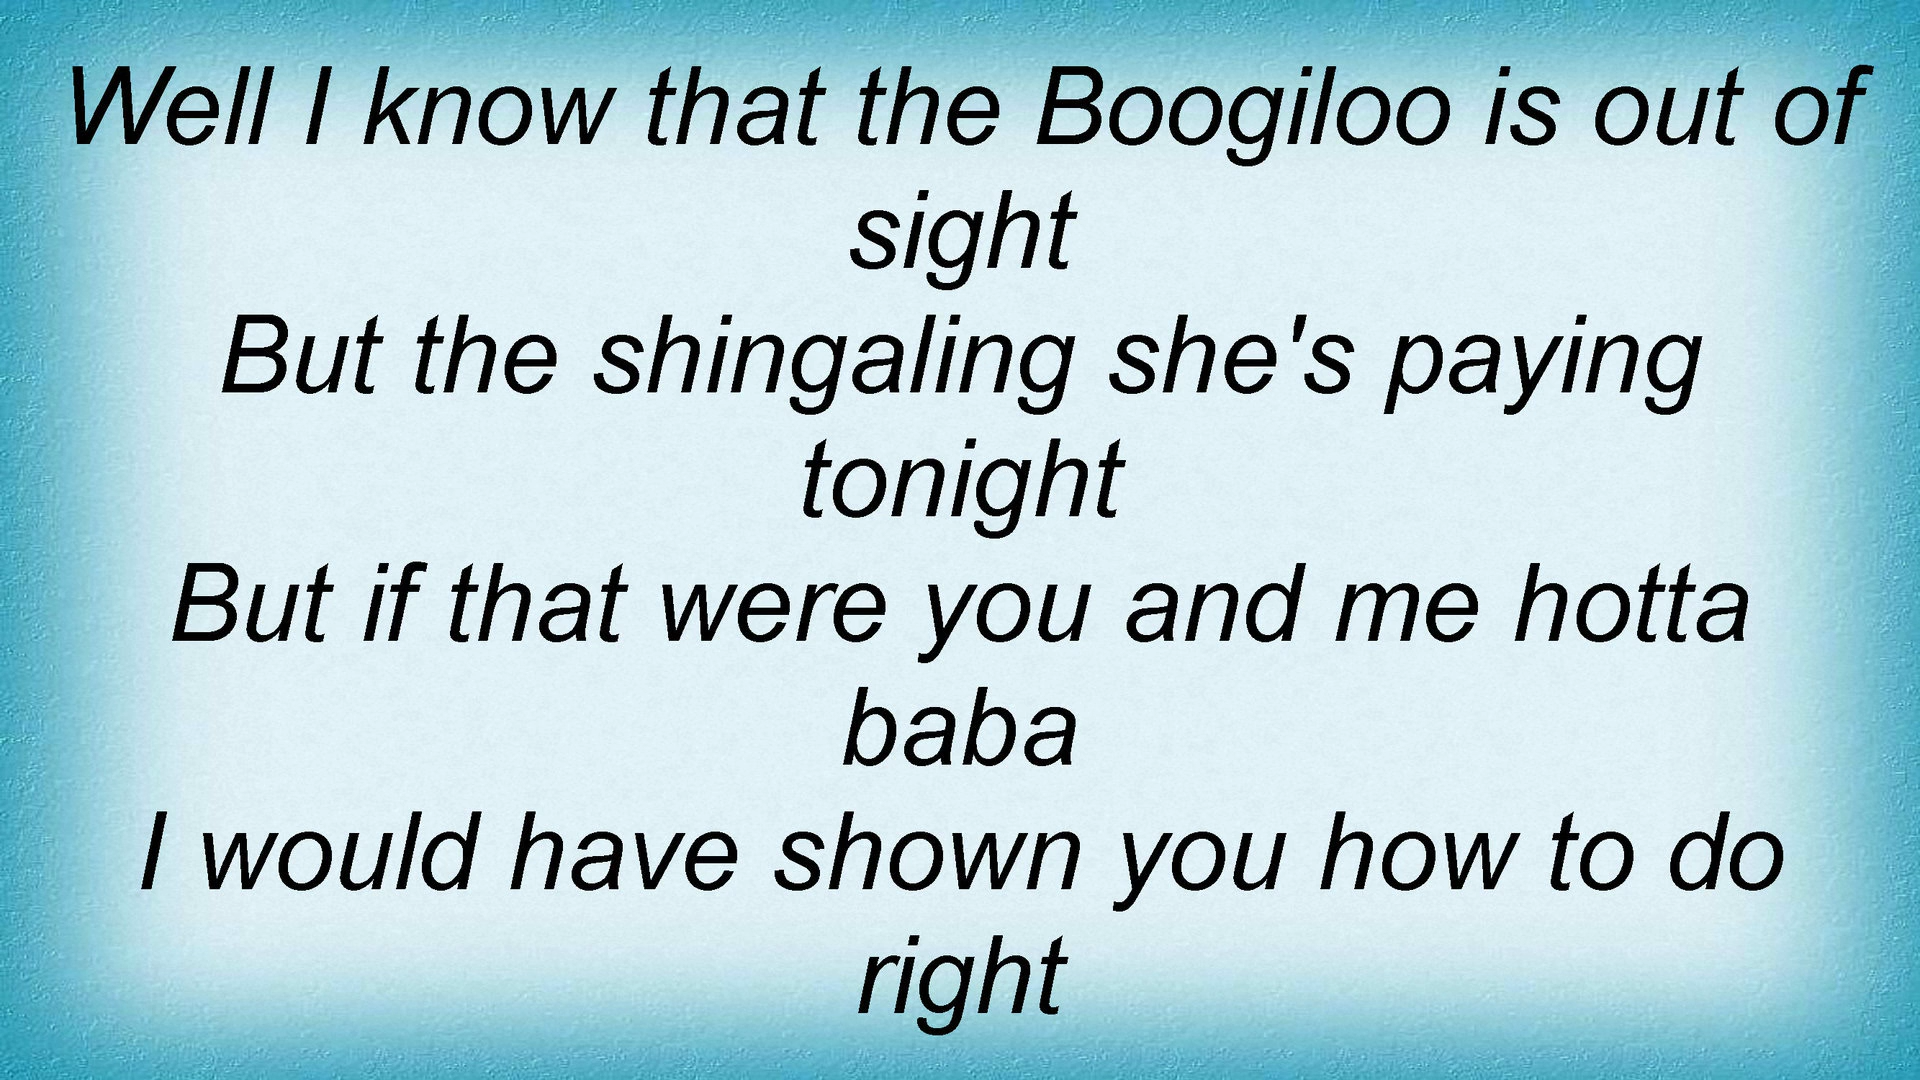 Well I know that the Boogiloo is out of
sight
But the shingaling she's paying
tonight
But if that were you and me hotta
baba
I would have shown you how to do
right